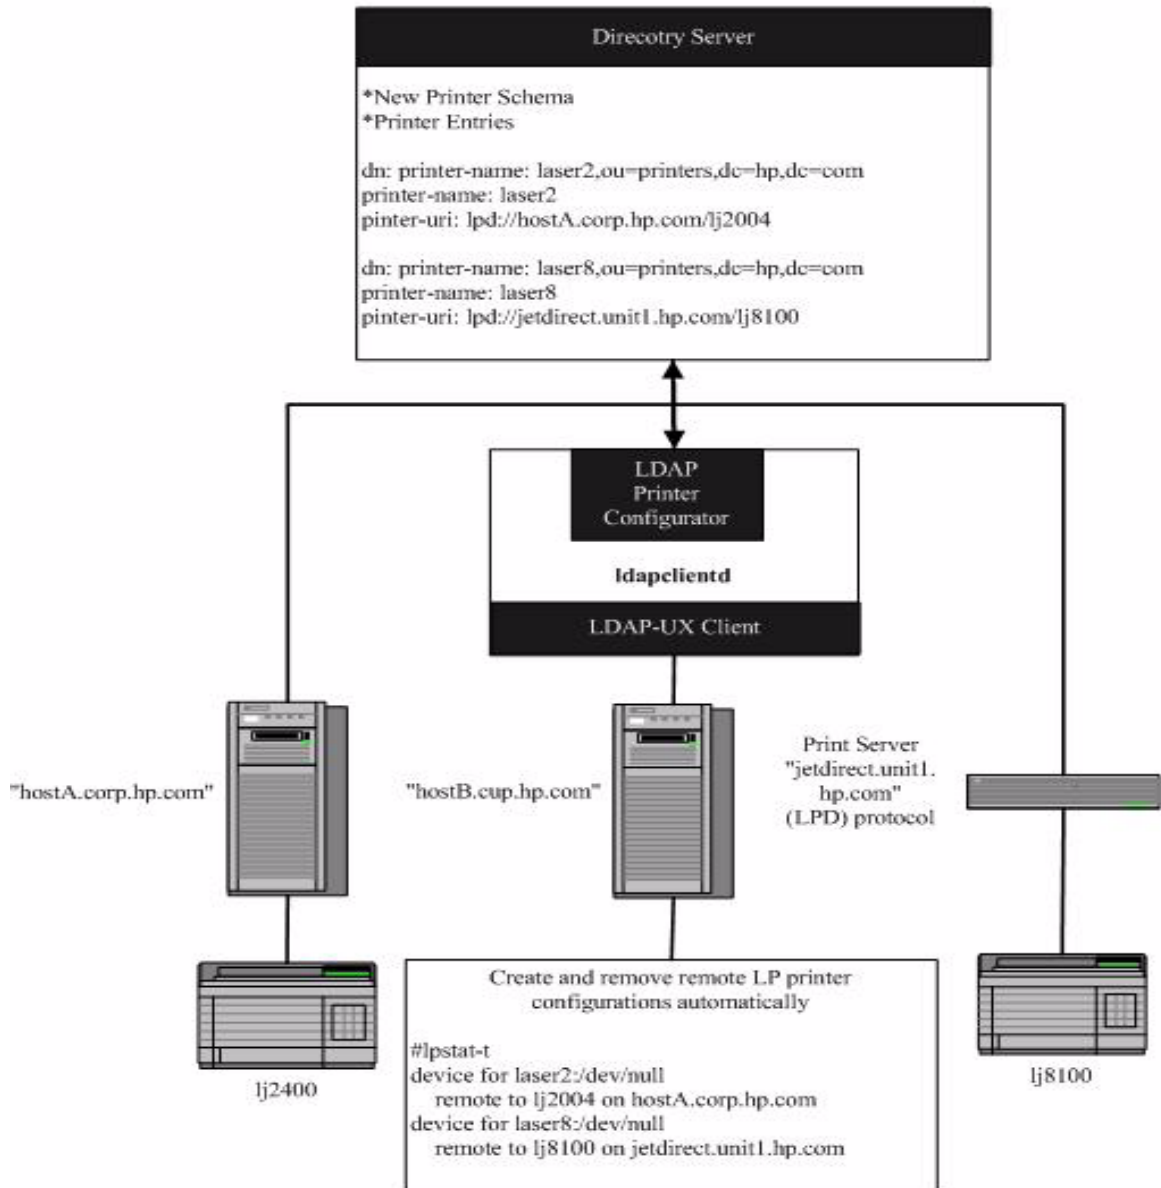 Direcotry Server
*New Printer Schema
*Printer Entries
dn: printer-name: laser2,ou=printers,dc=hp,dc=com
printer-name: laser2
pinter-uri: lpd://hostA.corp.hp.com/lj2004
dn: printer-name: laser8,ou=printers,dc=hp,dc=com
printer-name: laser8
pinter-uri: lpd://jetdirect.unit1.hp.com/lj8100
LDAP
Printer
Configurator
ldapclientd
LDAP-UX Client
"hostA.corp.hp.com"
"hostB.cup.hp.com"
Print Server
"jetdirect.unit1.
hp.com"
(LPD) protocol
lj2400
Create and remove remote LP printer
configurations automatically
#lpstat-t
device for laser2:/dev/null
remote to lj2004 on hostA.corp.hp.com
device for laser8:/dev/null
remote to lj8100 on jetdirect.unit1.hp.com
lj8100